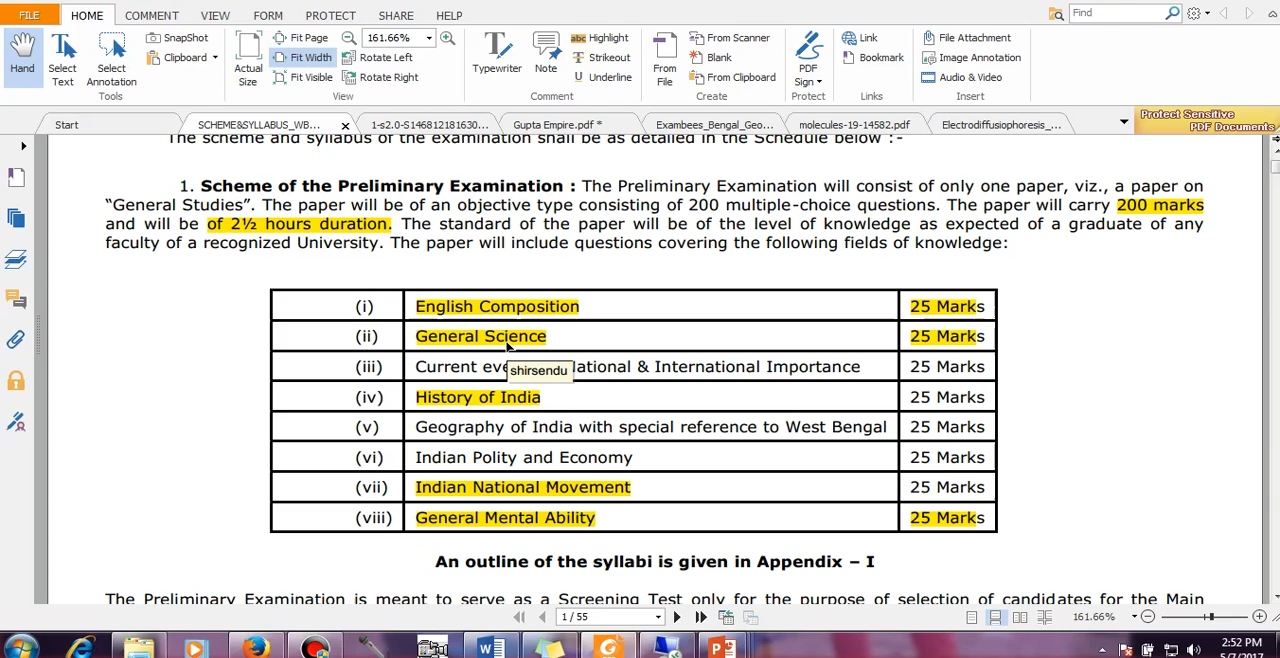 FILE HOME COMMENT VIEW FORM PROTECT SHARE HELP Find
SnapShot Fit Page 161.66% Highlight From Scanner Link File Attachment
Clipboard Fit Width Rotate Left Strikeout Blank Bookmark Image Annotation
Hand Select Text Select Annotation Actual Size Fit Visible Rotate Right Typewriter Note Underline From File From Clipboard PDF Sign Audio & Video
Tools View Comment Create Protect Links Insert
Start SCHEME&SYLLABUS_WB... 1-s2.0-S146812181630... Gupta Empire.pdf * Exambees_Bengal_Geo... molecules-19-14582.pdf Electrodiffusiophoresis_...
Protect Sensitive
PDF Documents
The scheme and syllabus of the examination shall be as detailed in the Schedule below :-
1. Scheme of the Preliminary Examination : The Preliminary Examination will consist of only one paper, viz., a paper on
“General Studies”. The paper will be of an objective type consisting of 200 multiple-choice questions. The paper will carry 200 marks
and will be of 2½ hours duration. The standard of the paper will be of the level of knowledge as expected of a graduate of any
faculty of a recognized University. The paper will include questions covering the following fields of knowledge:
(i) English Composition 25 Marks
(ii) General Science 25 Marks
(iii) Current eve National & International Importance 25 Marks
shirsendu
(iv) History of India 25 Marks
(v) Geography of India with special reference to West Bengal 25 Marks
(vi) Indian Polity and Economy 25 Marks
(vii) Indian National Movement 25 Marks
(viii) General Mental Ability 25 Marks
An outline of the syllabi is given in Appendix – I
The Preliminary Examination is meant to serve as a Screening Test only for the purpose of selection of candidates for the Main
1 / 55 161.66%
2:52 PM
5/7/2017